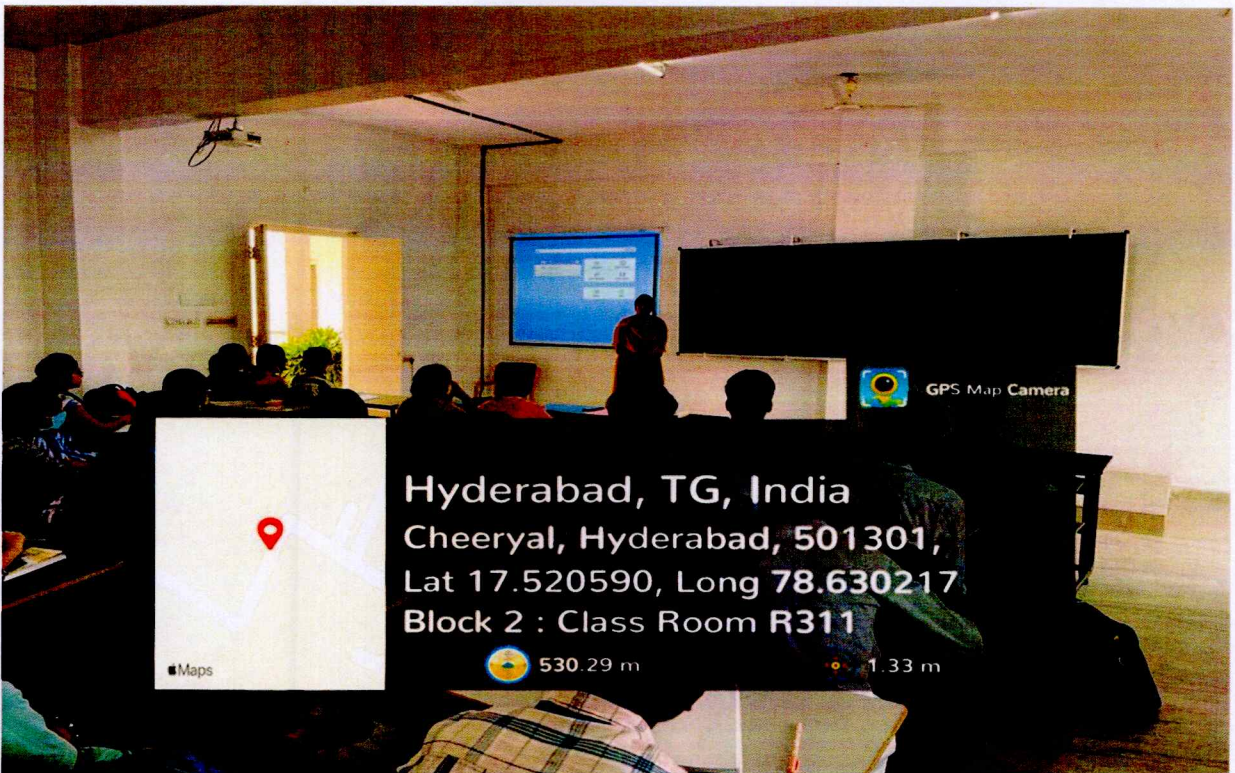 GPS Map Camera
Hyderabad, TG, India
Cheeryal, Hyderabad, 501301,
Lat 17.520590, Long 78.630217
Block 2 : Class Room R311
Maps
530.29 m
1.33 m